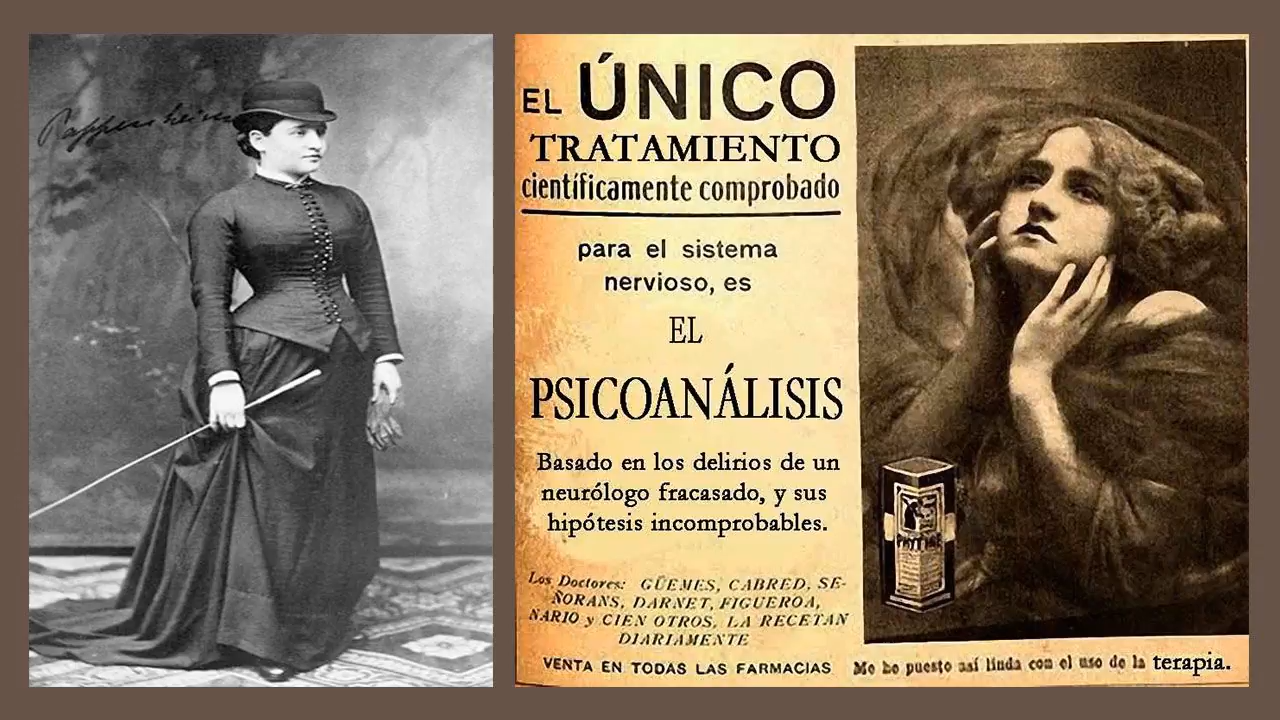 Pappenheim
EL ÚNICO
TRATAMIENTO
científicamente comprobado
para el sistema
nervioso, es
EL
PSICOANÁLISIS
Basado en los delirios de un
neurólogo fracasado, y sus
hipótesis incomprobables.
Los Doctores: GÜEMES, CABRED, SE-
ÑORANS, DARNET, FIGUEROA,
NARIO y CIEN OTROS, LA RECETAN
DIARIAMENTE
VENTA EN TODAS LAS FARMACIAS
PHYTINE
Me he puesto así linda con el uso de la terapia.